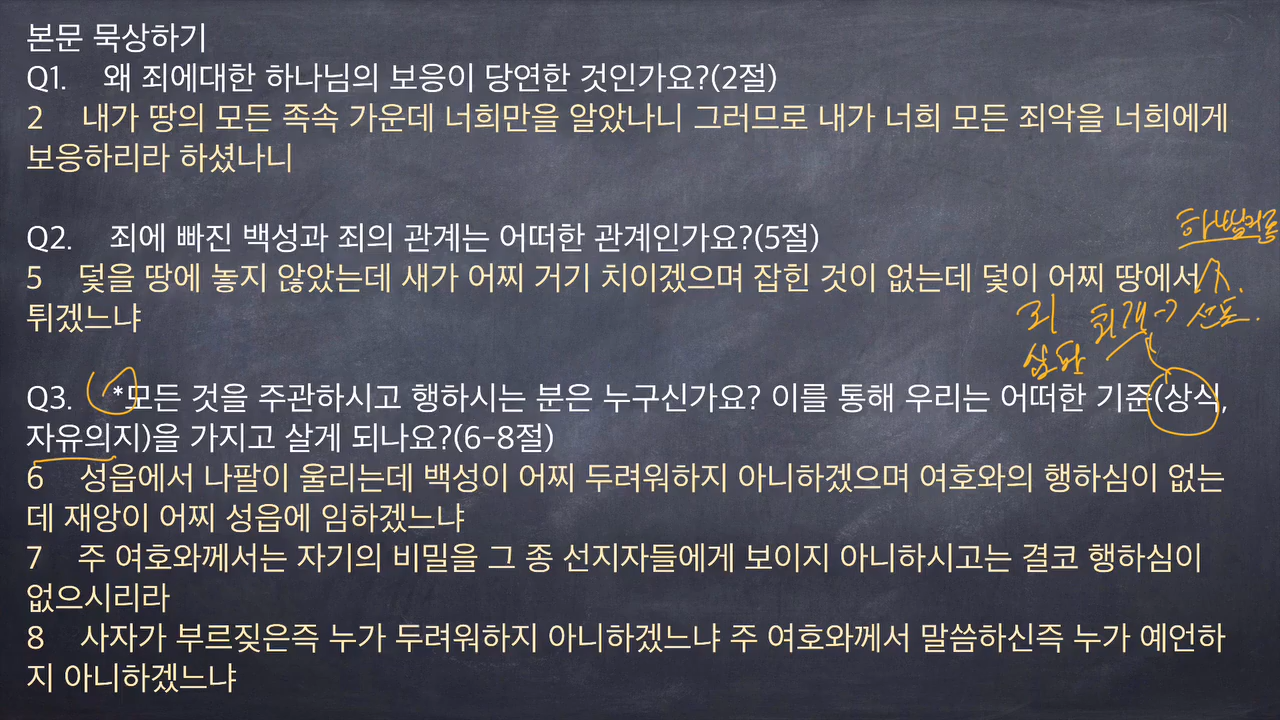 본문 묵상하기
Q1. 왜 죄에대한 하나님의 보응이 당연한 것인가요?(2절)
2 내가 땅의 모든 족속 가운데 너희만을 알았나니 그러므로 내가 너희 모든 죄악을 너희에게
보응하리라 하셨나니
Q2. 죄에 빠진 백성과 죄의 관계는 어떠한 관계인가요?(5절)
5 덫을 땅에 놓지 않았는데 새가 어찌 거기 치이겠으며 잡힌 것이 없는데 덫이 어찌 땅에서
튀겠느냐
죄 회개 -> 선포.
심판
Q3. *모든 것을 주관하시고 행하시는 분은 누구신가요? 이를 통해 우리는 어떠한 기준(상식,
자유의지)을 가지고 살게 되나요?(6-8절)
6 성읍에서 나팔이 울리는데 백성이 어찌 두려워하지 아니하겠으며 여호와의 행하심이 없는
데 재앙이 어찌 성읍에 임하겠느냐
7 주 여호와께서는 자기의 비밀을 그 종 선지자들에게 보이지 아니하시고는 결코 행하심이
없으시리라
8 사자가 부르짖은즉 누가 두려워하지 아니하겠느냐 주 여호와께서 말씀하신즉 누가 예언하
지 아니하겠느냐